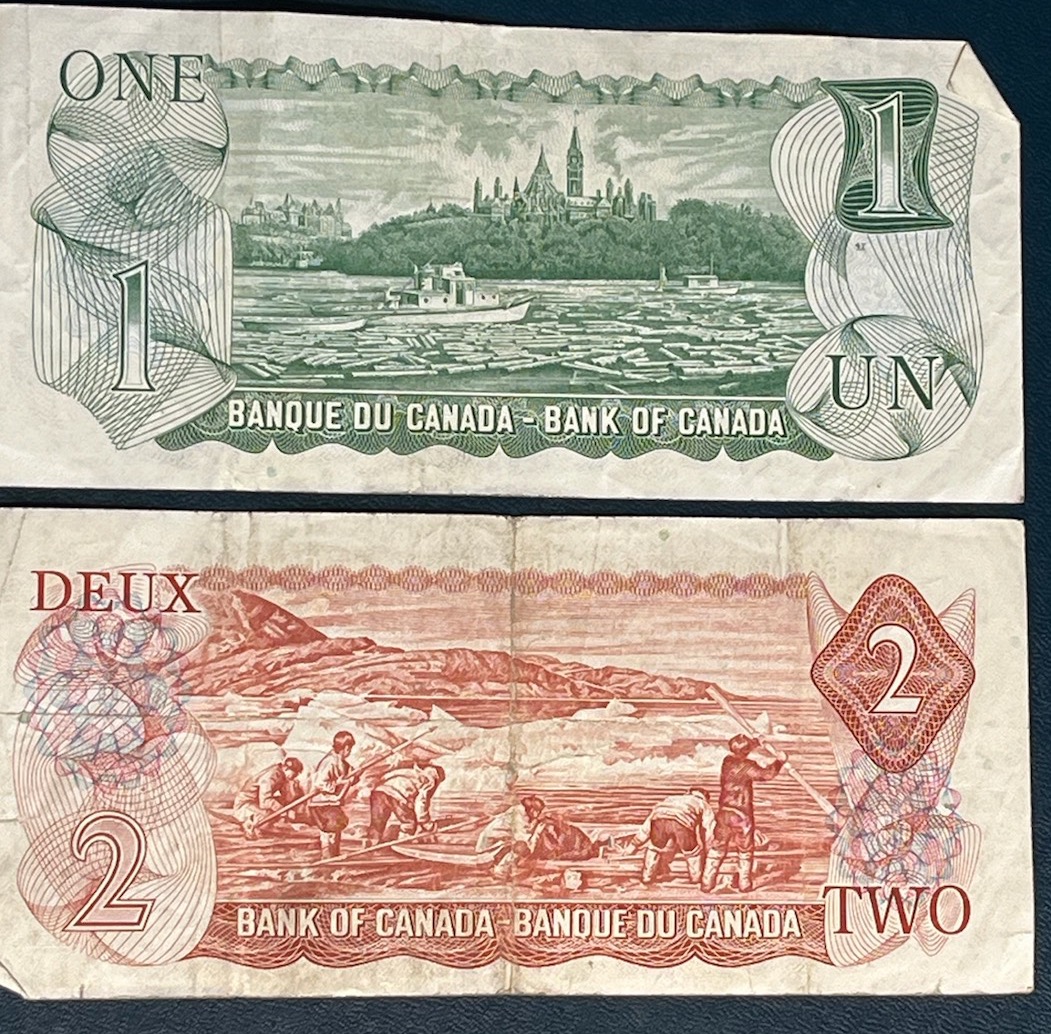 ONE
1
1
UN
BANQUE DU CANADA - BANK OF CANADA
DEUX
2
2
TWO
BANK OF CANADA - BANQUE DU CANADA